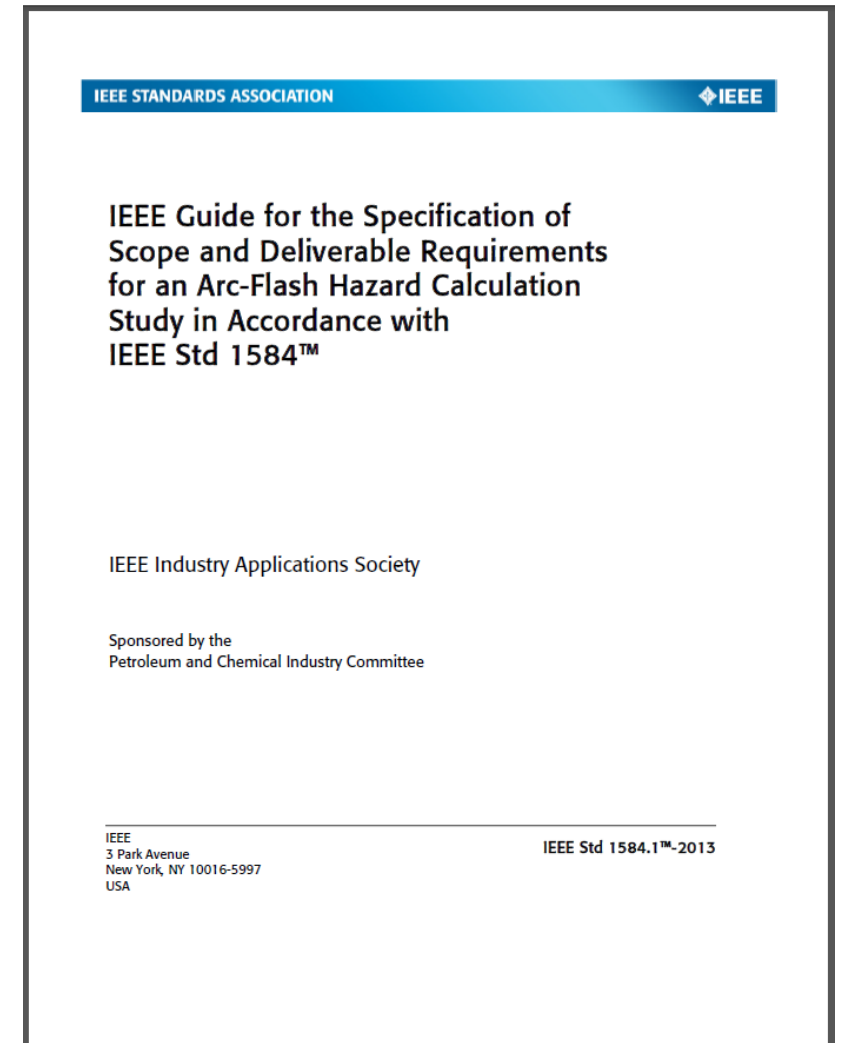 IEEE STANDARDS ASSOCIATION
IEEE
IEEE Guide for the Specification of
Scope and Deliverable Requirements
for an Arc-Flash Hazard Calculation
Study in Accordance with
IEEE Std 1584™
IEEE Industry Applications Society
Sponsored by the
Petroleum and Chemical Industry Committee
IEEE
3 Park Avenue
New York, NY 10016-5997
USA
IEEE Std 1584.1™-2013